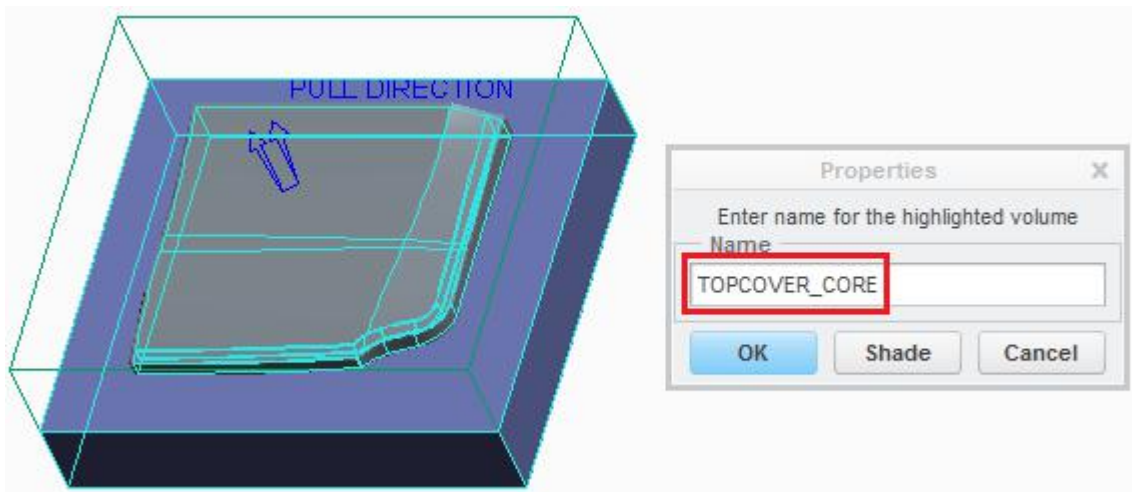 PULL DIRECTION
Properties
X
Enter name for the highlighted volume
Name
TOPCOVER_CORE
OK
Shade
Cancel